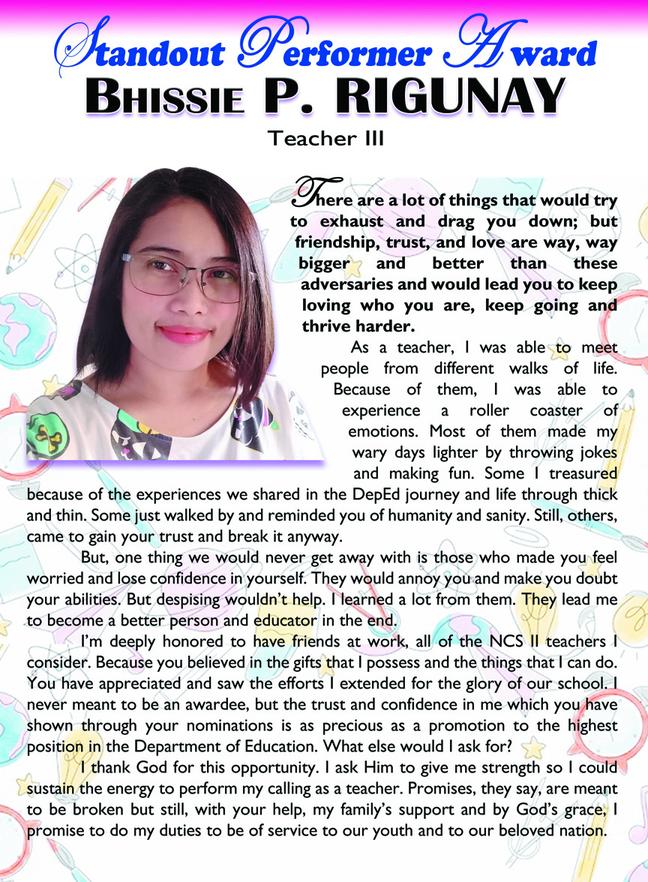 Standout Performer Award
BHISSIE P. RIGUNAY
Teacher III
There are a lot of things that would try
to exhaust and drag you down; but
friendship, trust, and love are way, way
bigger and better than these
adversaries and would lead you to keep
loving who you are, keep going and
thrive harder.
As a teacher, I was able to meet
people from different walks of life.
Because of them, I was able to
experience a roller coaster of
emotions. Most of them made my
wary days lighter by throwing jokes
and making fun. Some I treasured
because of the experiences we shared in the DepEd journey and life through thick
and thin. Some just walked by and reminded you of humanity and sanity. Still, others,
came to gain your trust and break it anyway.
But, one thing we would never get away with is those who made you feel
worried and lose confidence in yourself. They would annoy you and make you doubt
your abilities. But despising wouldn't help. I learned a lot from them. They lead me
to become a better person and educator in the end.
I'm deeply honored to have friends at work, all of the NCS II teachers I
consider. Because you believed in the gifts that I possess and the things that I can do.
You have appreciated and saw the efforts I extended for the glory of our school. I
never meant to be an awardee, but the trust and confidence in me which you have
shown through your nominations is as precious as a promotion to the highest
position in the Department of Education. What else would I ask for?
I thank God for this opportunity. I ask Him to give me strength so I could
sustain the energy to perform my calling as a teacher. Promises, they say, are meant
to be broken but still, with your help, my family's support and by God's grace, I
promise to do my duties to be of service to our youth and to our beloved nation.